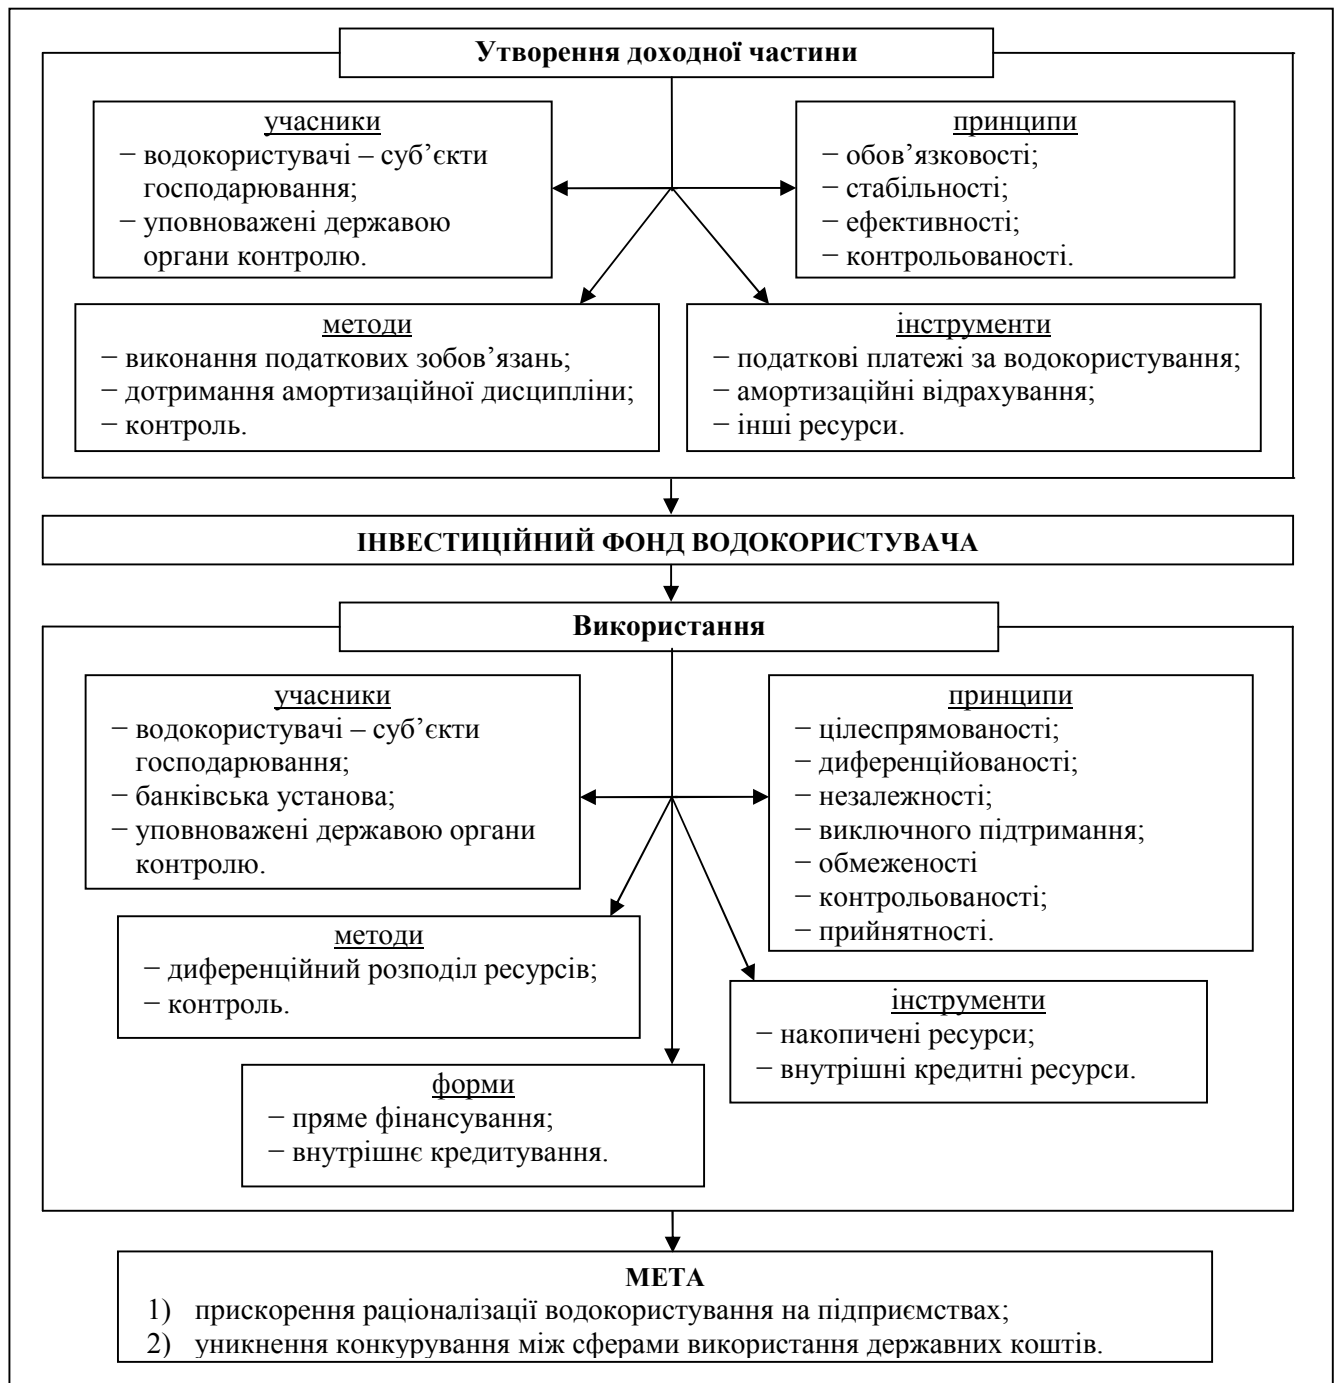 Утворення доходної частини
учасники
− водокористувачі – суб’єкти
господарювання;
− уповноважені державою
органи контролю.
принципи
− обов’язковості;
− стабільності;
− ефективності;
− контрольованості.
методи
− виконання податкових зобов’язань;
− дотримання амортизаційної дисципліни;
− контроль.
інструменти
− податкові платежі за водокористування;
− амортизаційні відрахування;
− інші ресурси.
ІНВЕСТИЦІЙНИЙ ФОНД ВОДОКОРИСТУВАЧА
Використання
учасники
− водокористувачі – суб’єкти
господарювання;
− банківська установа;
− уповноважені державою органи
контролю.
принципи
− цілеспрямованості;
− диференційованості;
− незалежності;
− виключного підтримання;
− обмеженості
− контрольованості;
− прийнятності.
методи
− диференційний розподіл ресурсів;
− контроль.
інструменти
− накопичені ресурси;
− внутрішні кредитні ресурси.
форми
− пряме фінансування;
− внутрішнє кредитування.
МЕТА
1) прискорення раціоналізації водокористування на підприємствах;
2) уникнення конкурування між сферами використання державних коштів.